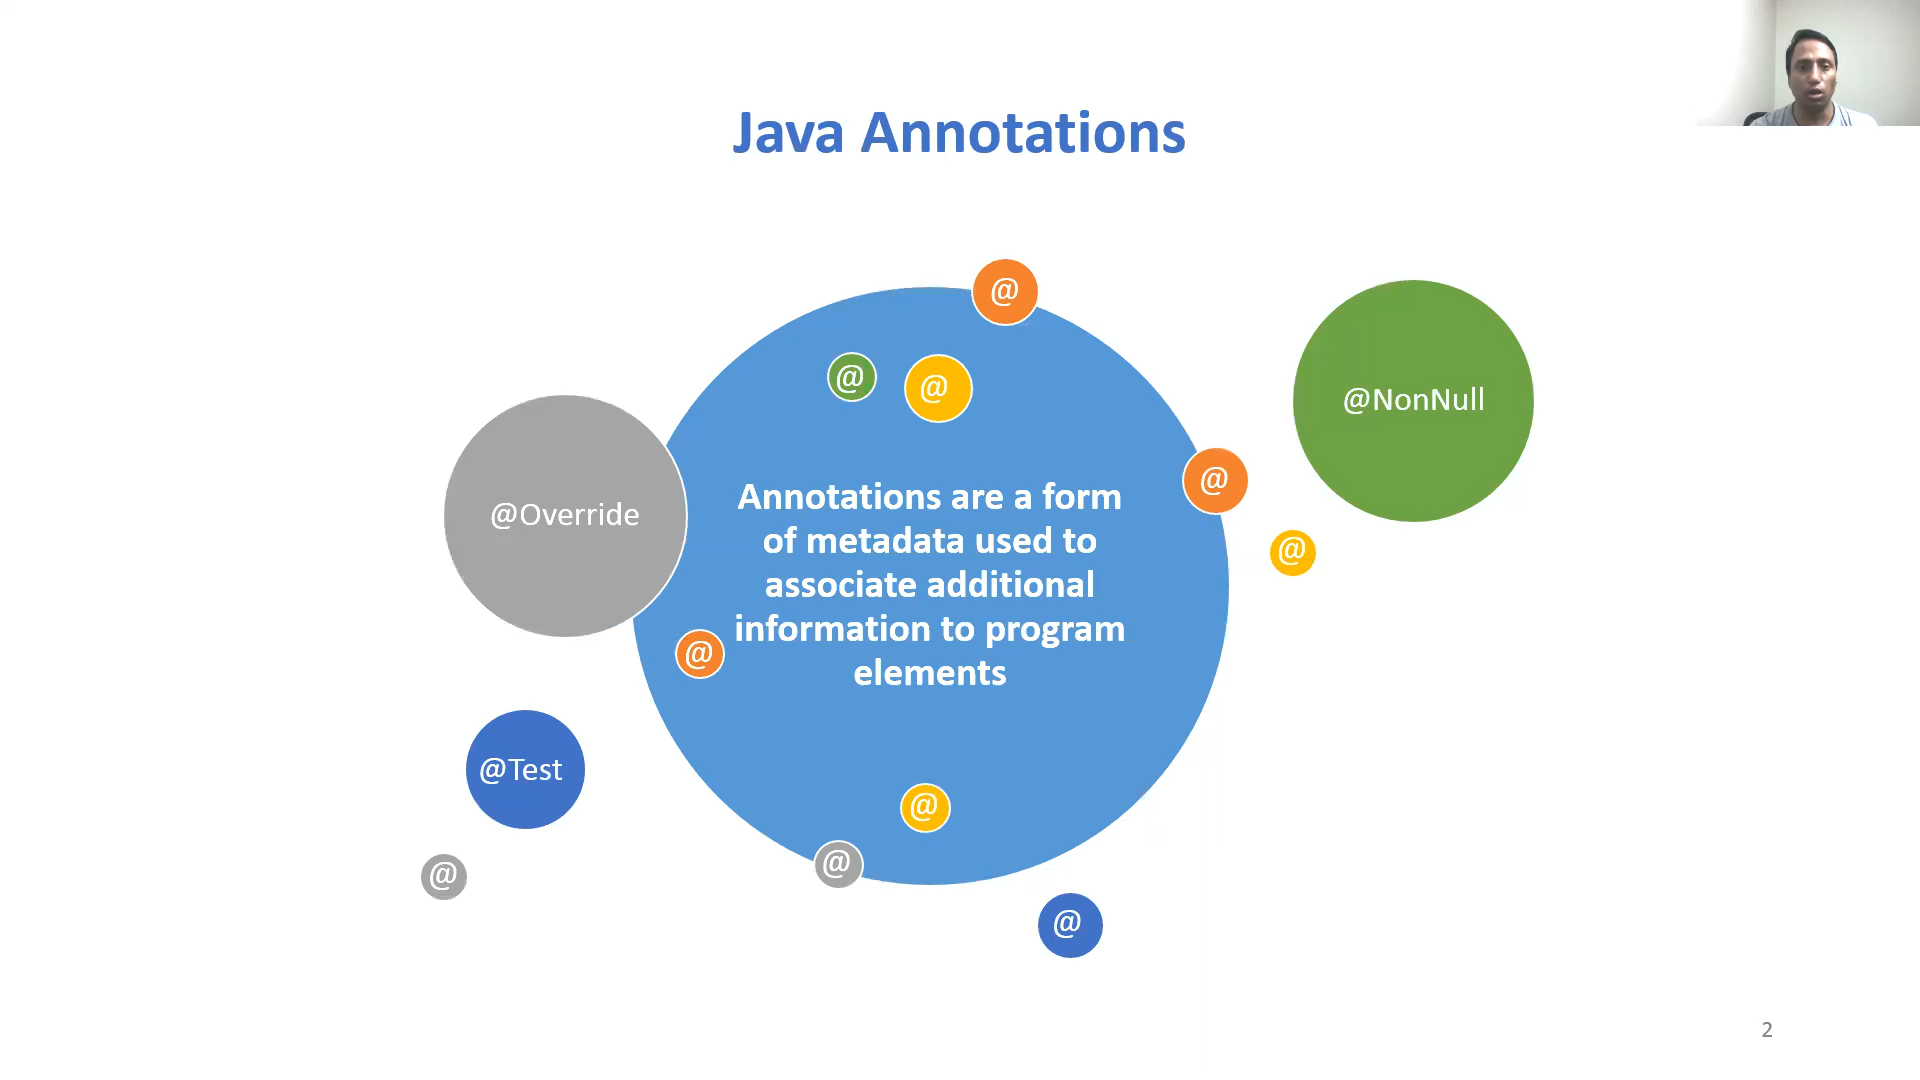 Java Annotations
@
@
@
@NonNull
@
@Override
Annotations are a form
of metadata used to
associate additional
information to program
elements
@
@
@Test
@
@
@
@
2